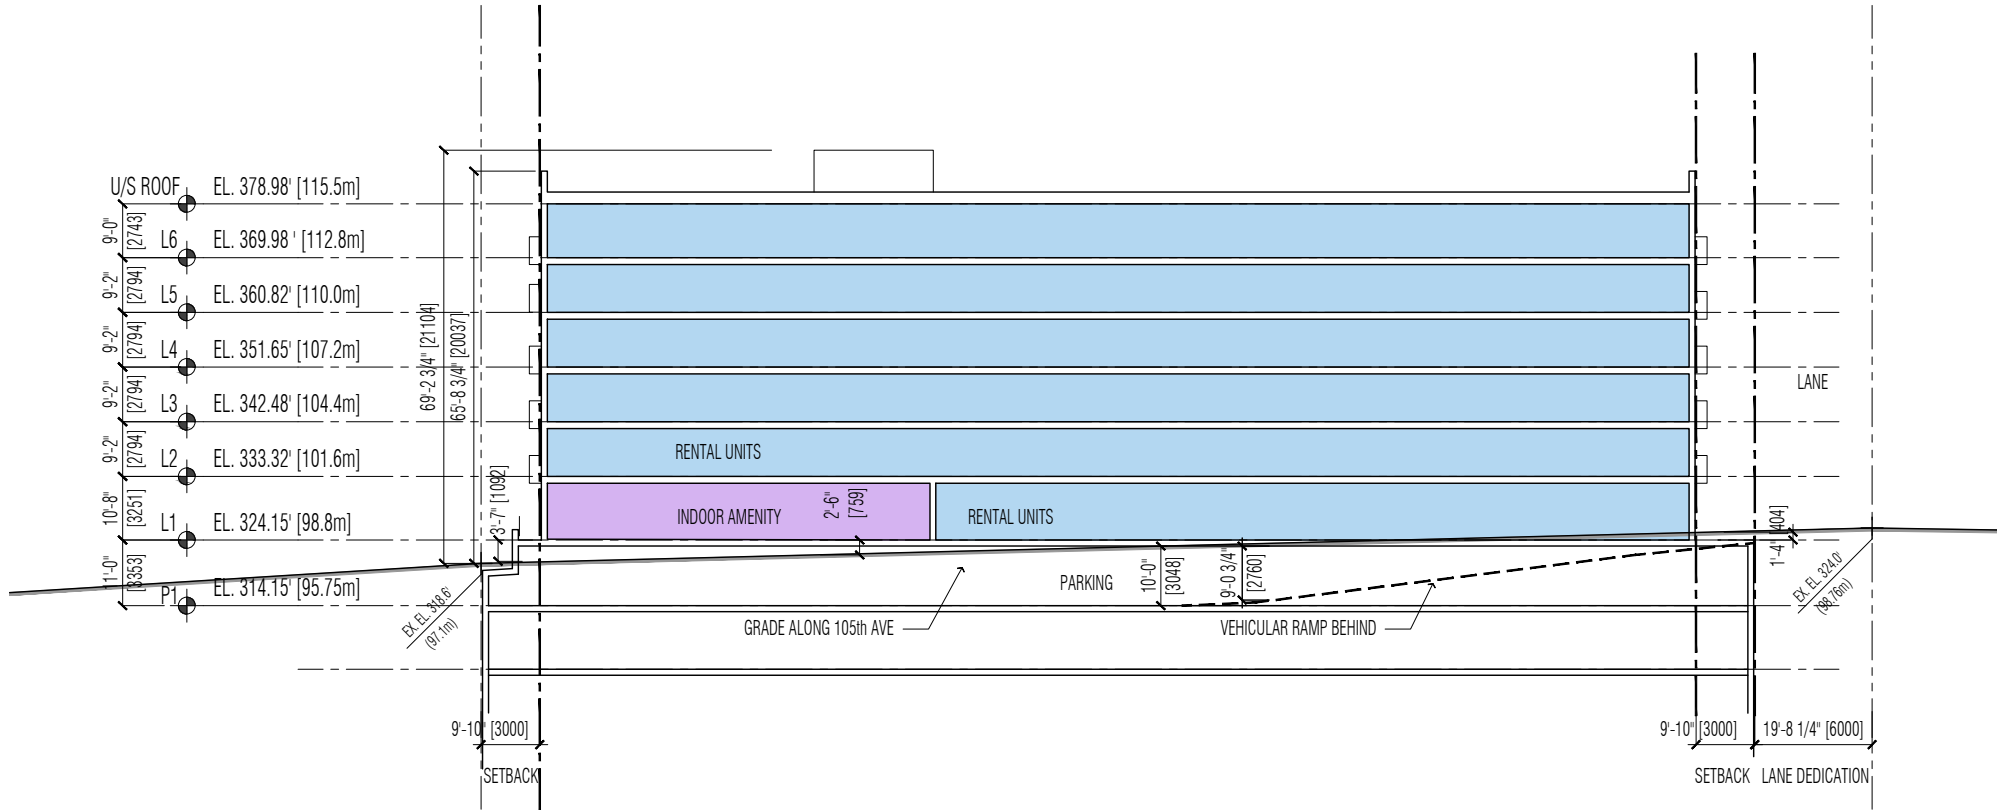 U/S ROOF EL. 378.98' [115.5m]
9'-0" [2743]
L6 EL. 369.98 ' [112.8m]
9'-2" [2794]
L5 EL. 360.82' [110.0m]
9'-2" [2794]
L4 EL. 351.65' [107.2m]
9'-2" [2794]
L3 EL. 342.48' [104.4m]
9'-2" [2794]
L2 EL. 333.32' [101.6m]
10'-8" [3251]
L1 EL. 324.15' [98.8m]
11'-0" [3353]
P1 EL. 314.15' [95.75m]
69'-2 3/4" [21104]
65'-8 3/4" [20037]
3'-7" [1092]
RENTAL UNITS
INDOOR AMENITY
2'-6" [759]
RENTAL UNITS
LANE
1'-4" [404]
PARKING
10'-0" [3048]
9'-0 3/4" [2760]
EX. EL. 318.6'
(97.1m)
EX. EL. 324.0'
(98.76m)
GRADE ALONG 105th AVE
VEHICULAR RAMP BEHIND
9'-10" [3000]
9'-10" [3000]
19'-8 1/4" [6000]
SETBACK
SETBACK
LANE DEDICATION